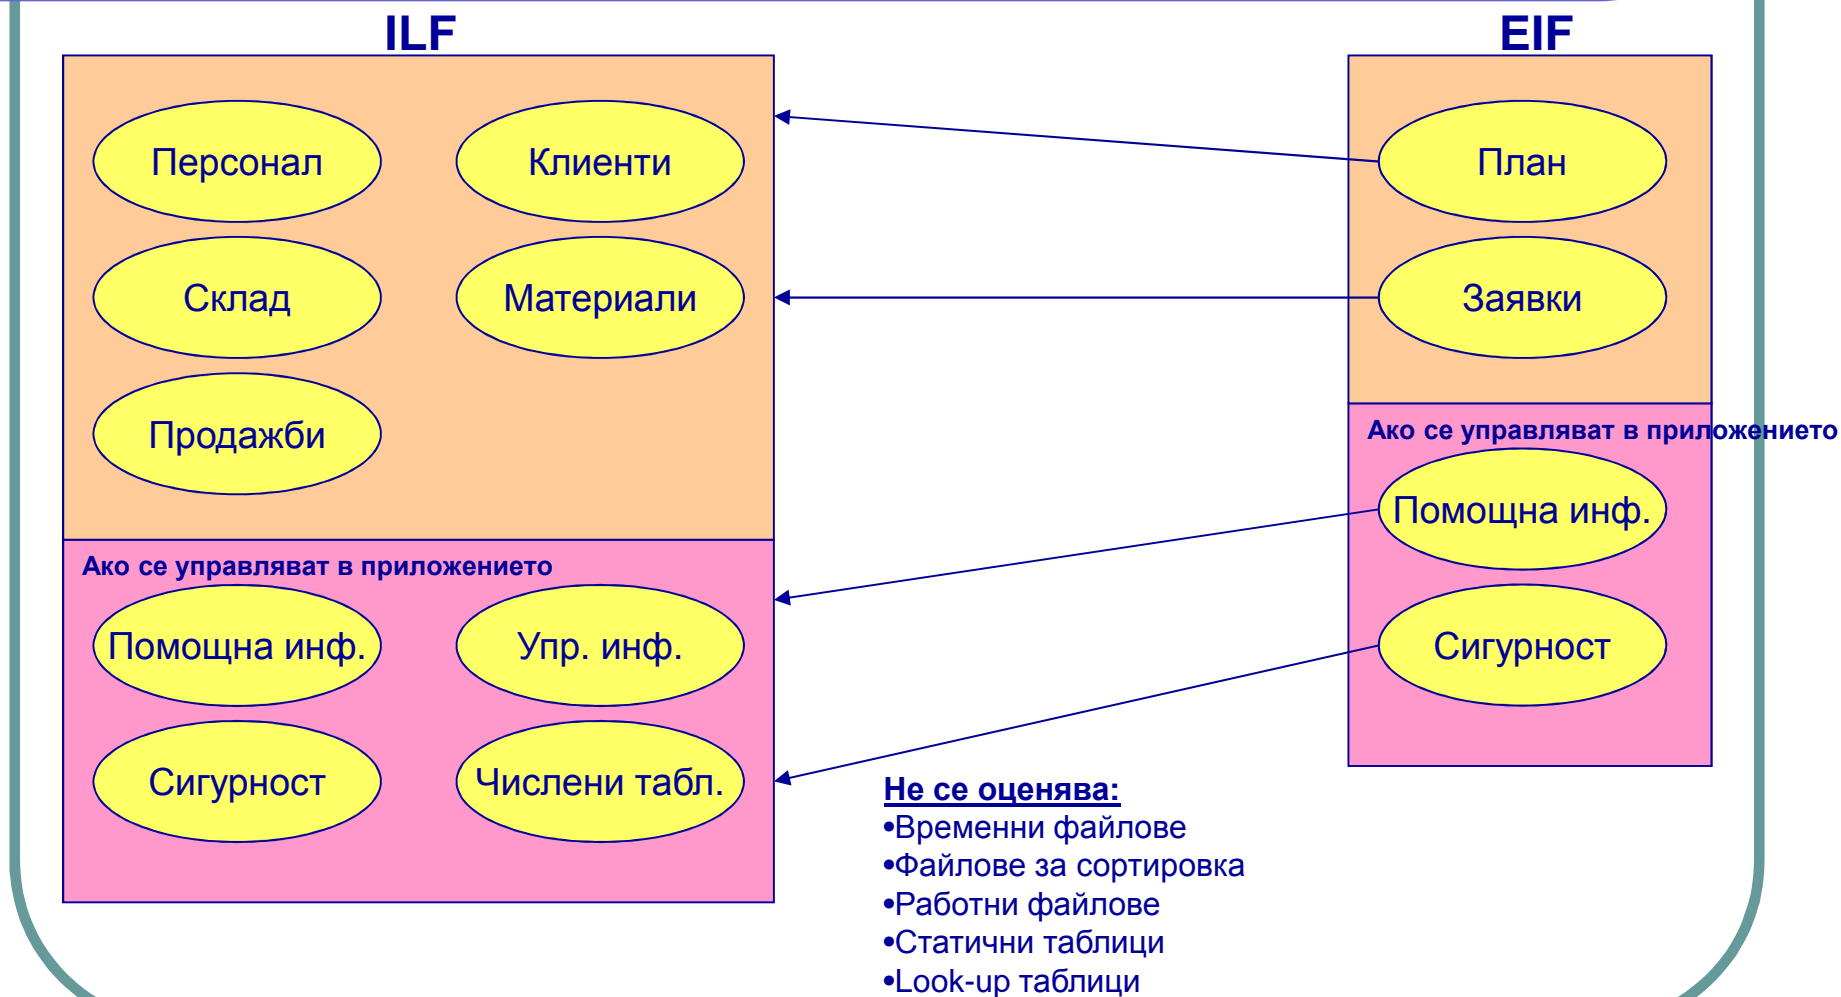 ILF
EIF
Персонал
Клиенти
План
Склад
Материали
Заявки
Продажби
Ако се управляват в приложението
Помощна инф.
Сигурност
Ако се управляват в приложението
Помощна инф.
Упр. инф.
Сигурност
Числени табл.
Не се оценява:
•Временни файлове
•Файлове за сортировка
•Работни файлове
•Статични таблици
•Look-up таблици